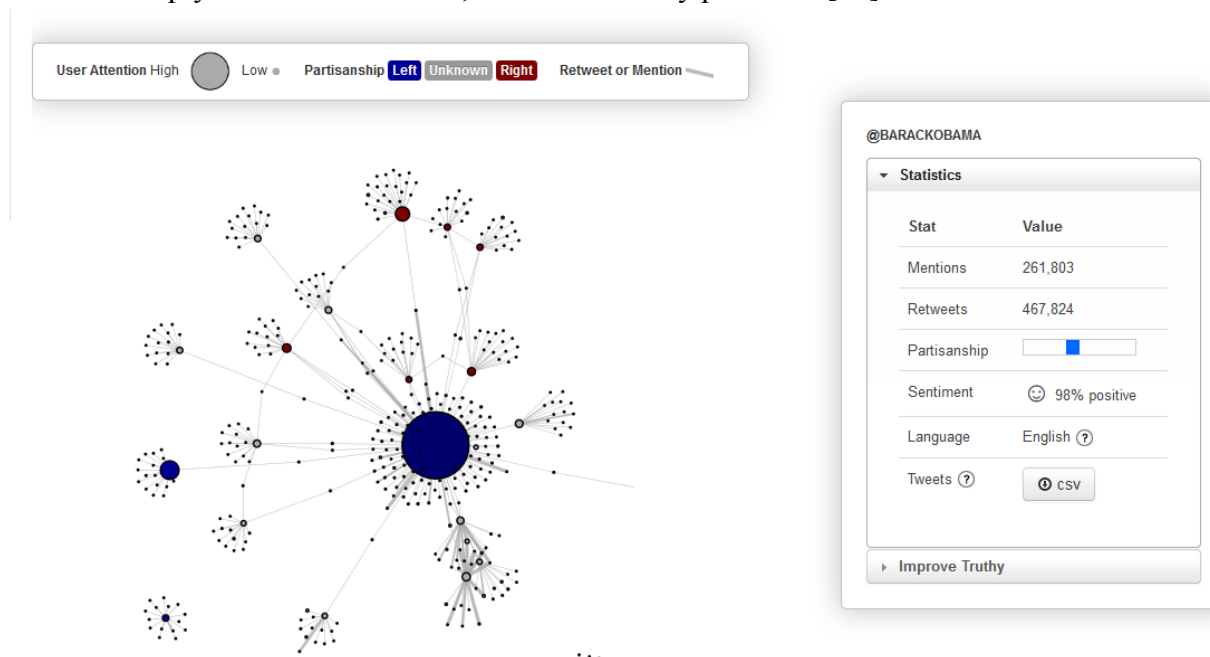 User Attention High Low Partisanship Left Unknown Right Retweet or Mention
@BARACKOBAMA
Statistics
Stat Value
Mentions 261,803
Retweets 467,824
Partisanship
Sentiment 98% positive
Language English ?
Tweets ? csv
Improve Truthy